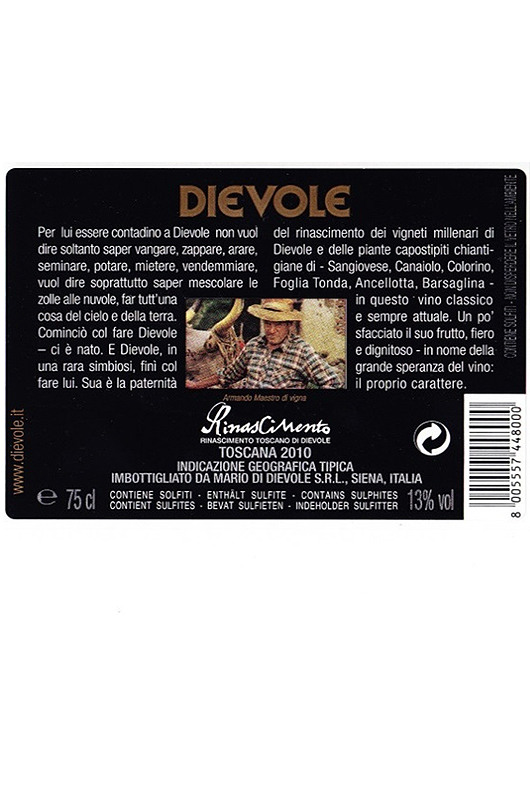 DIEVOLE
Per lui essere contadino a Dievole non vuol
dire soltanto saper vangare, zappare, arare,
seminare, potare, mietere, vendemmiare,
vuol dire soprattutto saper mescolare le
zolle alle nuvole, far tutt'una
cosa del cielo e della terra.
Cominciò col fare Dievole
– ci è nato. E Dievole, in
una rara simbiosi, finì col
fare lui. Sua è la paternità
del rinascimento dei vigneti millenari di
Dievole e delle piante capostipiti chianti-
giane di - Sangiovese, Canaiolo, Colorino,
Foglia Tonda, Ancellotta, Barsaglina -
in questo vino classico
e sempre attuale. Un po'
sfacciato il suo frutto, fiero
e dignitoso - in nome della
grande speranza del vino:
il proprio carattere.
Armando Maestro di vigna
RinasCiMento
RINASCIMENTO TOSCANO DI DIEVOLE
TOSCANA 2010
INDICAZIONE GEOGRAFICA TIPICA
IMBOTTIGLIATO DA MARIO DI DIEVOLE S.R.L., SIENA, ITALIA
e 75 cl
CONTIENE SOLFITI - ENTHÄLT SULFITE - CONTAINS SULPHITES
CONTIENT SULFITES - BEVAT SULFIETEN - INDEHOLDER SULFITTER
13% vol
www.dievole.it
CONTIENE SOLFITI - NON DISPERDERE IL VETRO NELL'AMBIENTE
8 005557 448000